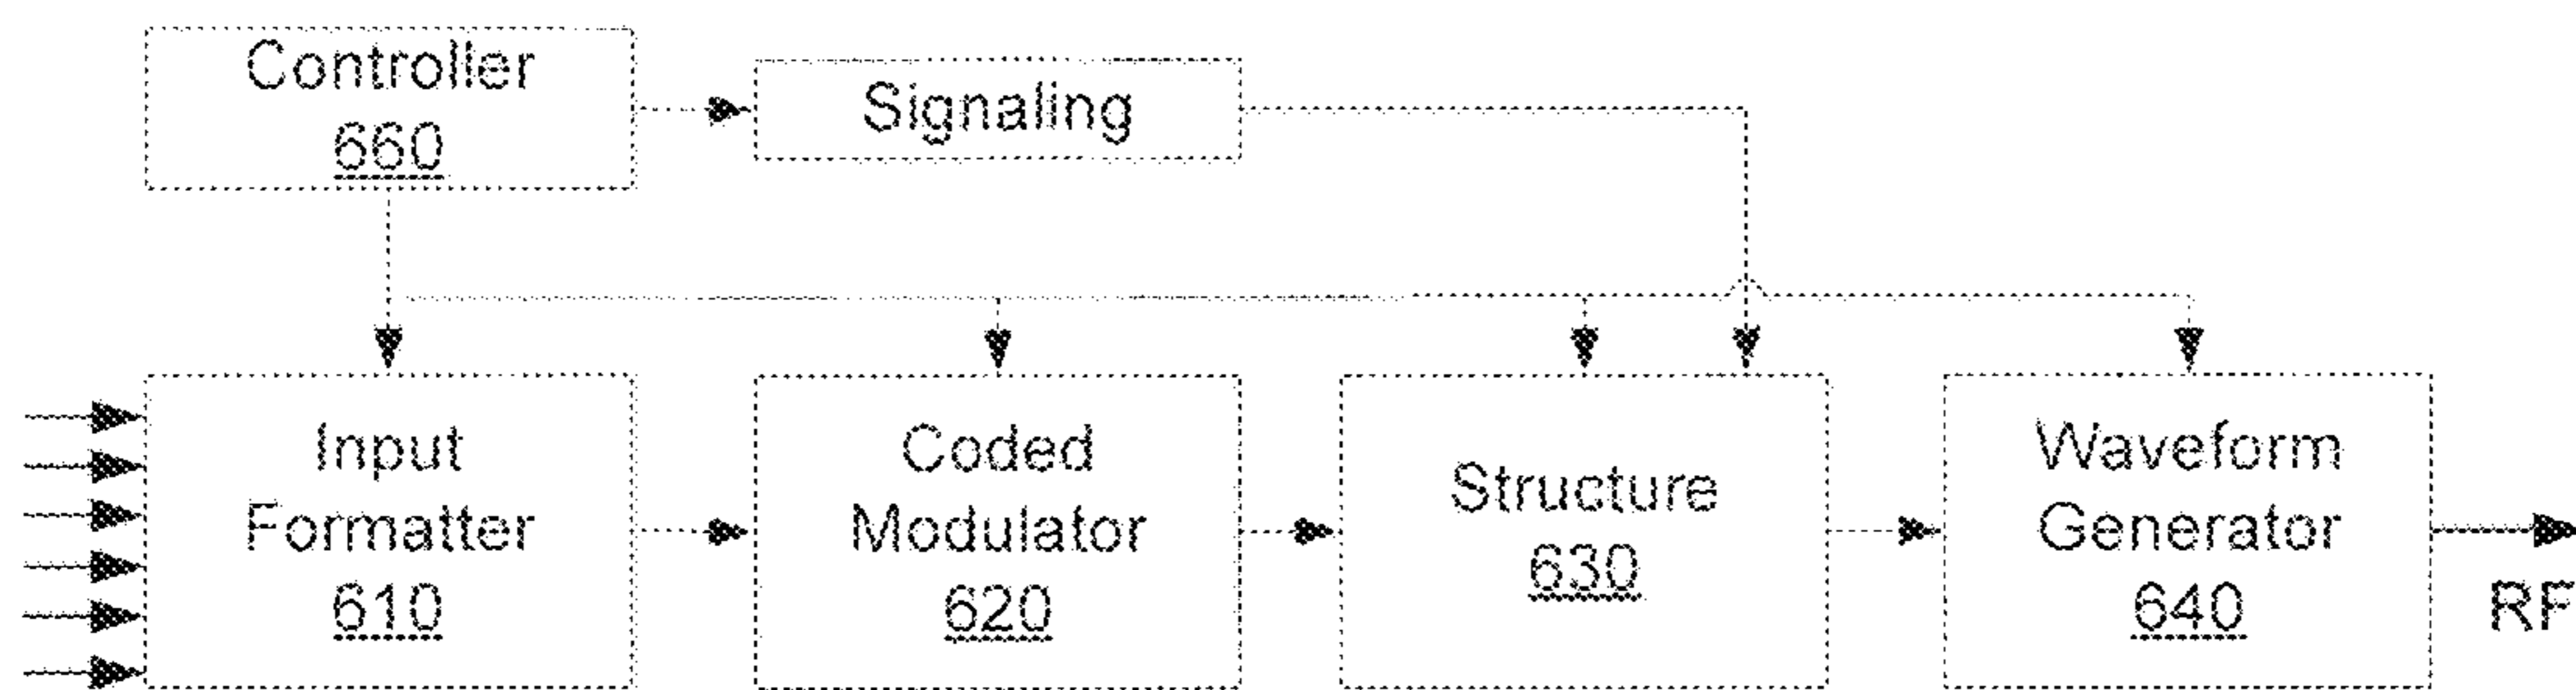 Controller
660
Signaling
Input
Formatter
610
Coded
Modulator
620
Structure
630
Waveform
Generator
640
RF